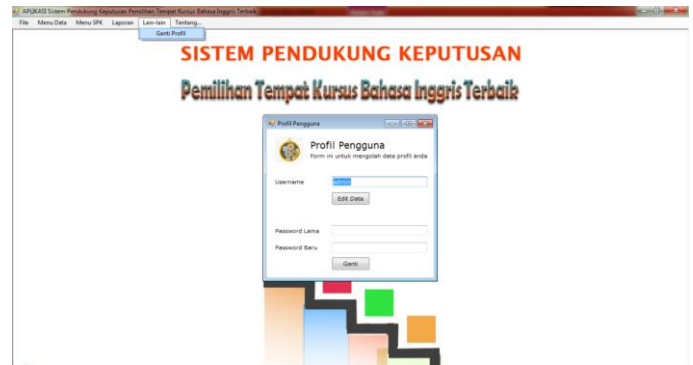 APLIKASI Sistem Pendukung Keputusan Pemilihan Tempat Kursus Bahasa Inggris Terbaik
File Menu Data Menu SPK Laporan Lain-lain Tentang...
Ganti Profil
SISTEM PENDUKUNG KEPUTUSAN
Pemilihan Tempat Kursus Bahasa Inggris Terbaik
Profil Pengguna
Profil Pengguna
Form ini untuk mengolah data profil anda
Username admin
Edit Data
Password Lama
Password Baru
Ganti